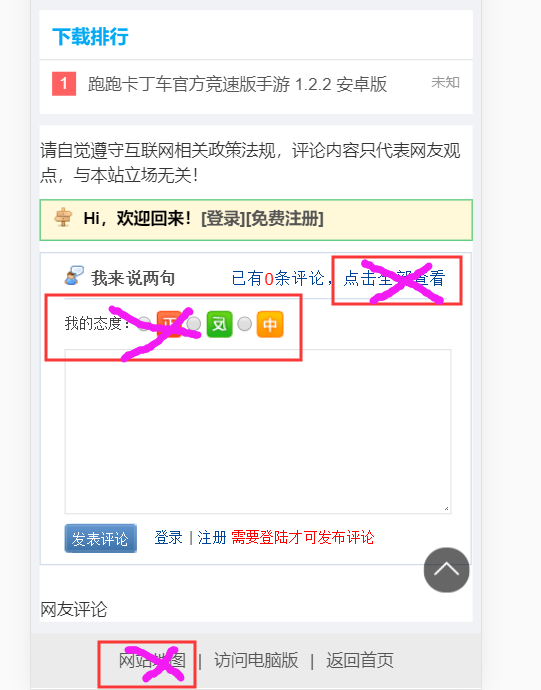 下载排行
1 跑跑卡丁车官方竞速版手游 1.2.2 安卓版 未知
请自觉遵守互联网相关政策法规，评论内容只代表网友观
点，与本站立场无关！
Hi，欢迎回来！[登录][免费注册]
我来说两句 已有0条评论，点击全部查看
我的态度： 正 反 中
发表评论 登录 | 注册 需要登陆才可发布评论
网友评论
网站地图 | 访问电脑版 | 返回首页